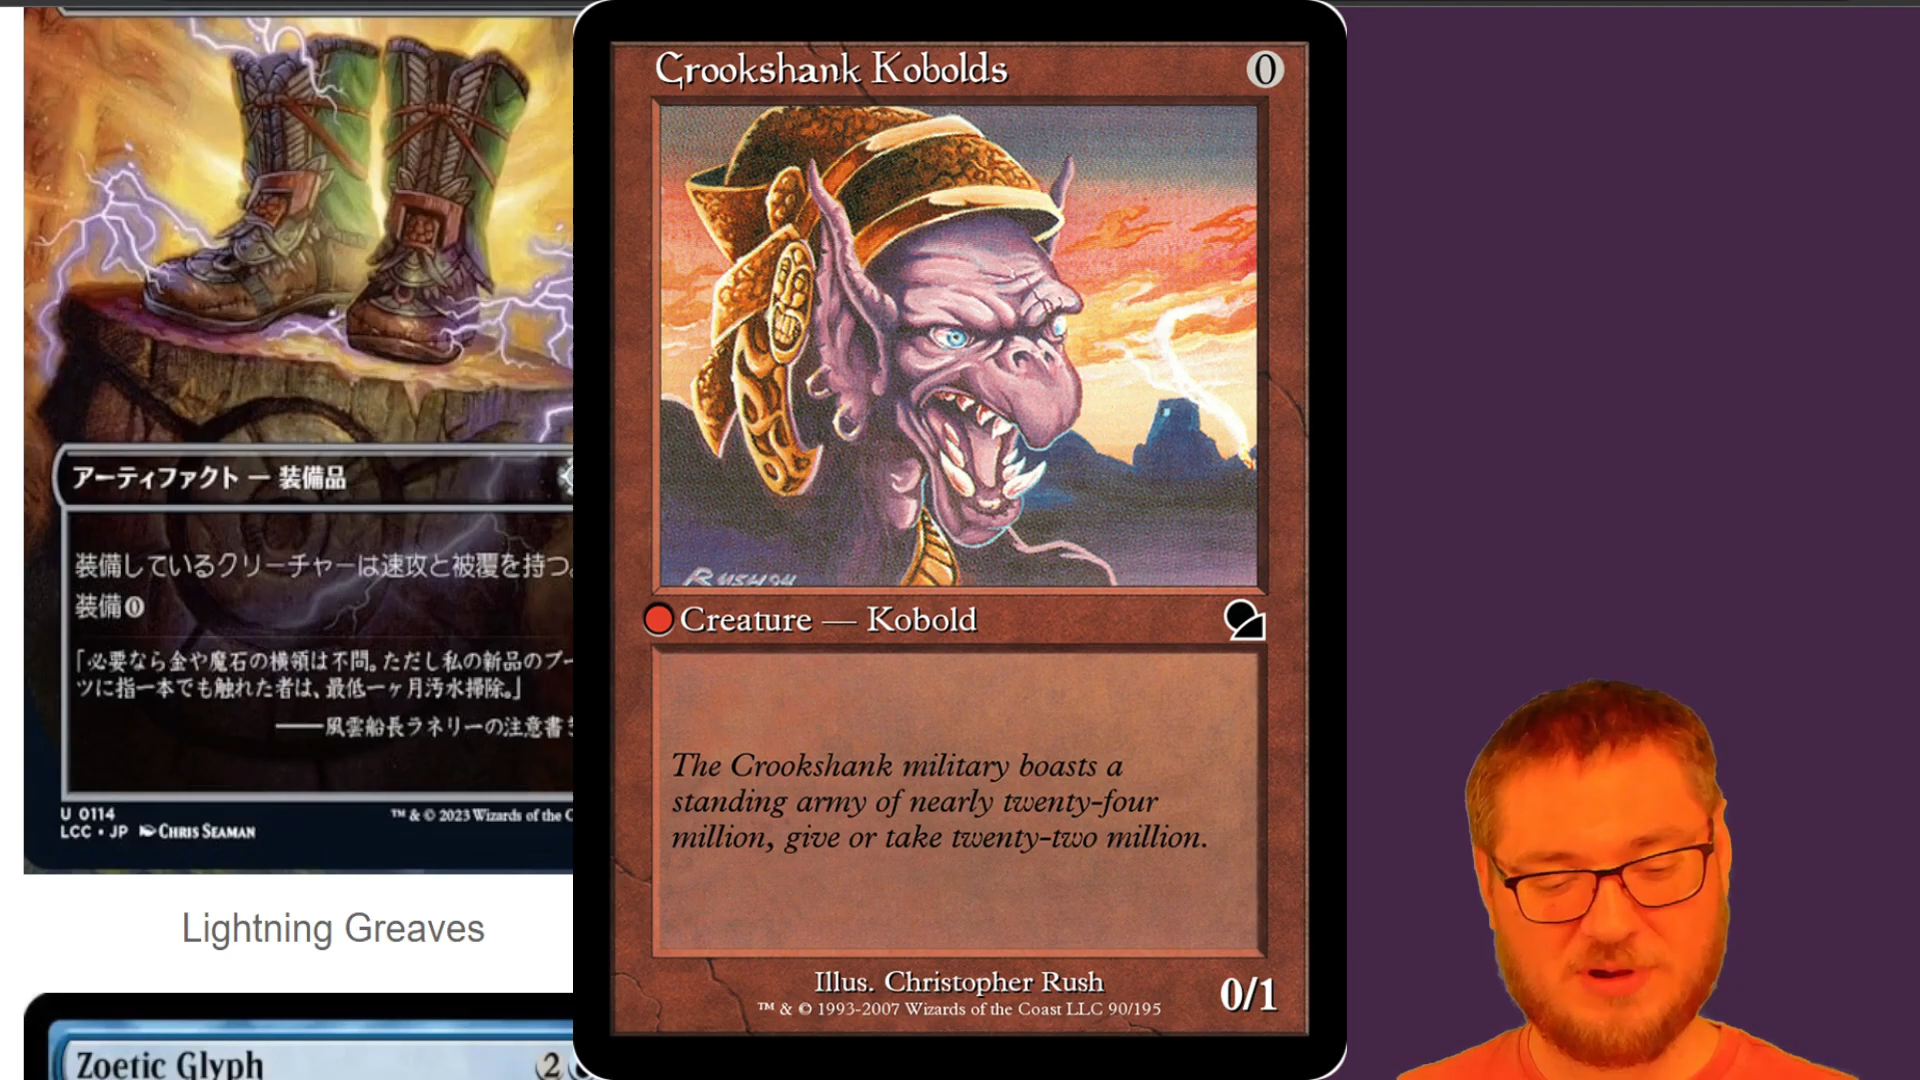 アーティファクト ー 装備品
装備しているクリーチャーは速攻と被覆を持つ
装備0
「必要なら金や魔石の横領は不問。ただし私の新品のブー
ツに指一本でも触れた者は、最低一ヶ月汚水掃除。」
――風雲船長ラネリーの注意書き
U 0114
LCC • JP CHRIS SEAMAN
™ & © 2023 Wizards of the
Lightning Greaves
Zoetic Glyph 2
Crookshank Kobolds 0
RUSH 94
Creature — Kobold
The Crookshank military boasts a
standing army of nearly twenty-four
million, give or take twenty-two million.
Illus. Christopher Rush
™ & © 1993-2007 Wizards of the Coast LLC 90/195
0/1